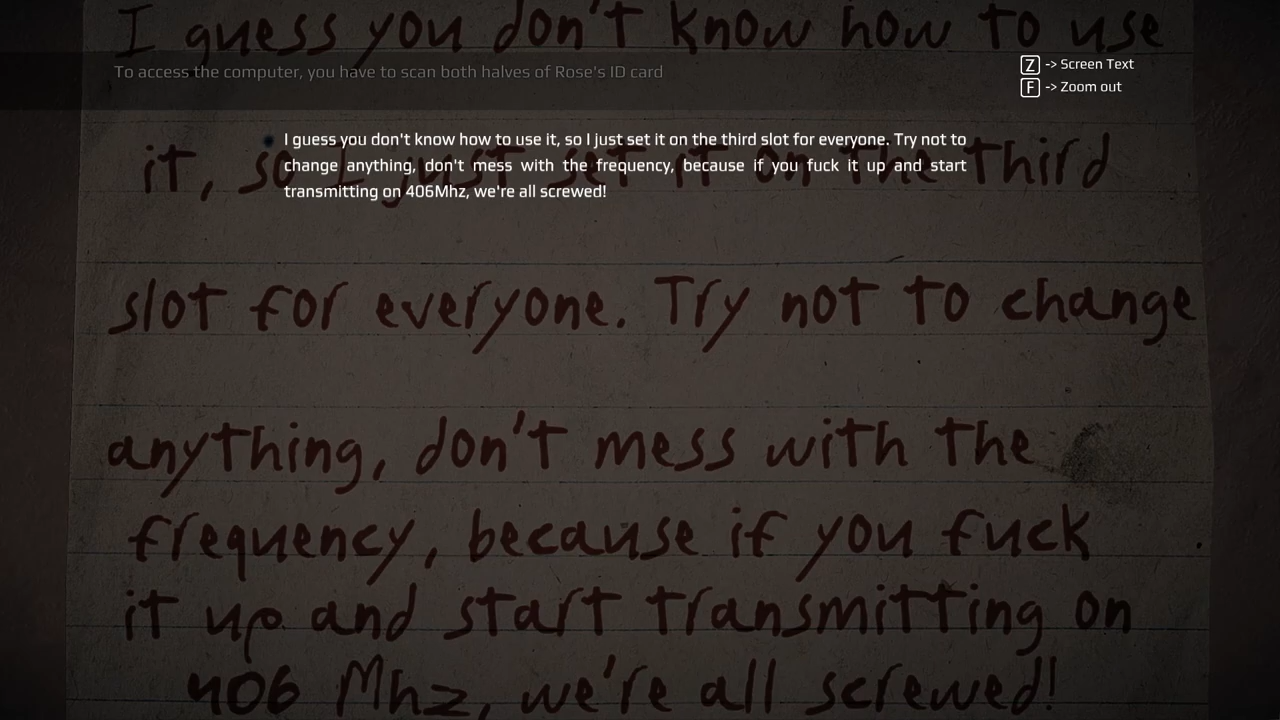 I guess you don't know how to use
To access the computer, you have to scan both halves of Rose's ID card
Z -> Screen Text
F -> Zoom out
I guess you don't know how to use it, so I just set it on the third slot for everyone. Try not to
change anything, don't mess with the frequency, because if you fuck it up and start
transmitting on 406Mhz, we're all screwed!
it, so I just set it on the third
slot for everyone. Try not to change
anything, don't mess with the
frequency, because if you fuck
it up and start transmitting on
406 Mhz, we're all screwed!